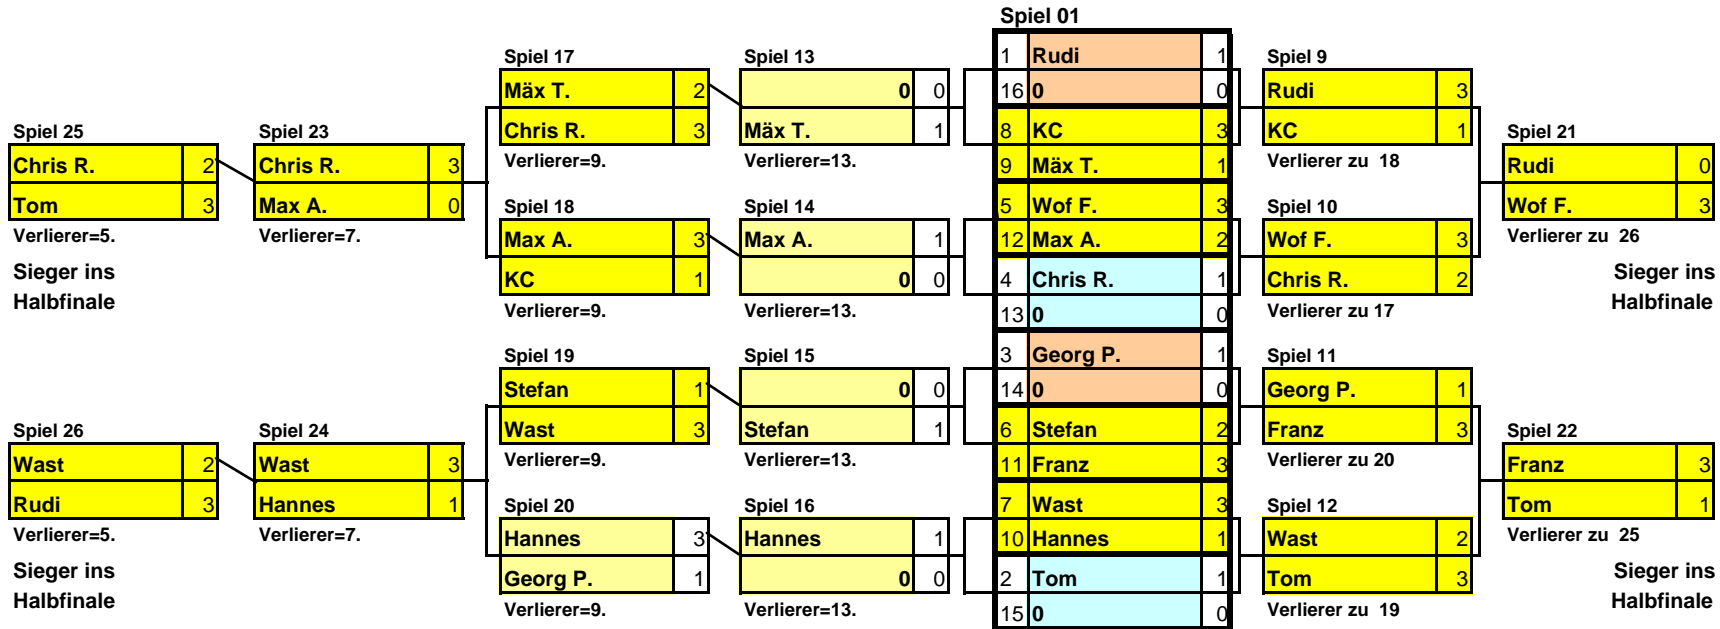 Spiel 01
Spiel 17 Spiel 13 1 Rudi 1 Spiel 9
Mäx T. 2 0 0 16 0 0 Rudi 3
Spiel 25 Spiel 23 Chris R. 3 Mäx T. 1 8 KC 3 KC 1 Spiel 21
Chris R. 2 Chris R. 3 Verlierer=9. Verlierer=13. 9 Mäx T. 1 Verlierer zu 18 Rudi 0
Tom 3 Max A. 0 Spiel 18 Spiel 14 5 Wof F. 3 Spiel 10 Wof F. 3
Verlierer=5. Verlierer=7. Max A. 3 Max A. 1 12 Max A. 2 Wof F. 3 Verlierer zu 26
Sieger ins KC 1 0 0 4 Chris R. 1 Chris R. 2 Sieger ins
Halbfinale Verlierer=9. Verlierer=13. 13 0 0 Verlierer zu 17 Halbfinale
Spiel 19 Spiel 15 3 Georg P. 1 Spiel 11
Stefan 1 0 0 14 0 0 Georg P. 1
Spiel 26 Spiel 24 Wast 3 Stefan 1 6 Stefan 2 Franz 3 Spiel 22
Wast 2 Wast 3 Verlierer=9. Verlierer=13. 11 Franz 3 Verlierer zu 20 Franz 3
Rudi 3 Hannes 1 Spiel 20 Spiel 16 7 Wast 3 Spiel 12 Tom 1
Verlierer=5. Verlierer=7. Hannes 3 Hannes 1 10 Hannes 1 Wast 2 Verlierer zu 25
Sieger ins Georg P. 1 0 0 2 Tom 1 Tom 3 Sieger ins
Halbfinale Verlierer=9. Verlierer=13. 15 0 0 Verlierer zu 19 Halbfinale